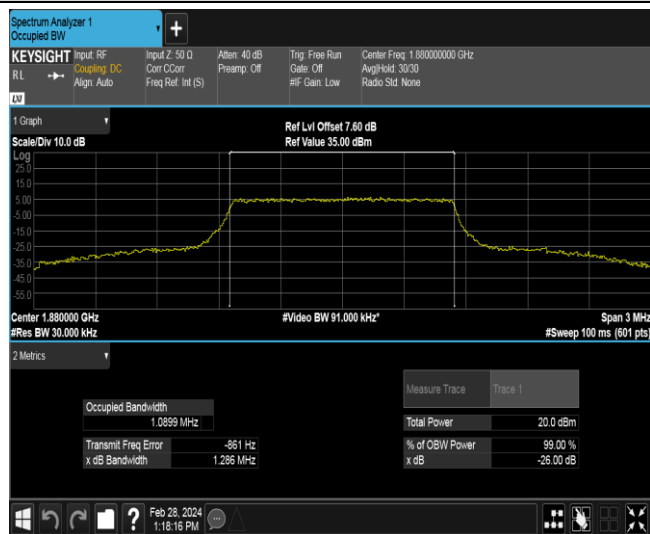 Spectrum Analyzer 1
Occupied BW
+
KEYSIGHT Input: RF Input Z: 50 Ω Atten: 40 dB Trig: Free Run Center Freq: 1.880000000 GHz
RL Coupling: DC Corr CCorr Preamp: Off Gate: Off Avg|Hold: 30/30
Align: Auto Freq Ref: Int (S) #IF Gain: Low Radio Std: None
LXI
1 Graph
Ref Lvl Offset 7.60 dB
Scale/Div 10.0 dB Ref Value 35.00 dBm
Log
25.0
15.0
5.00
-5.00
-15.0
-25.0
-35.0
-45.0
-55.0
Center 1.880000 GHz #Video BW 91.000 kHz* Span 3 MHz
#Res BW 30.000 kHz #Sweep 100 ms (601 pts)
2 Metrics
Measure Trace Trace 1
Occupied Bandwidth
1.0899 MHz
Total Power 20.0 dBm
Transmit Freq Error -861 Hz % of OBW Power 99.00 %
x dB Bandwidth 1.286 MHz x dB -26.00 dB
?
Feb 28, 2024
1:18:16 PM